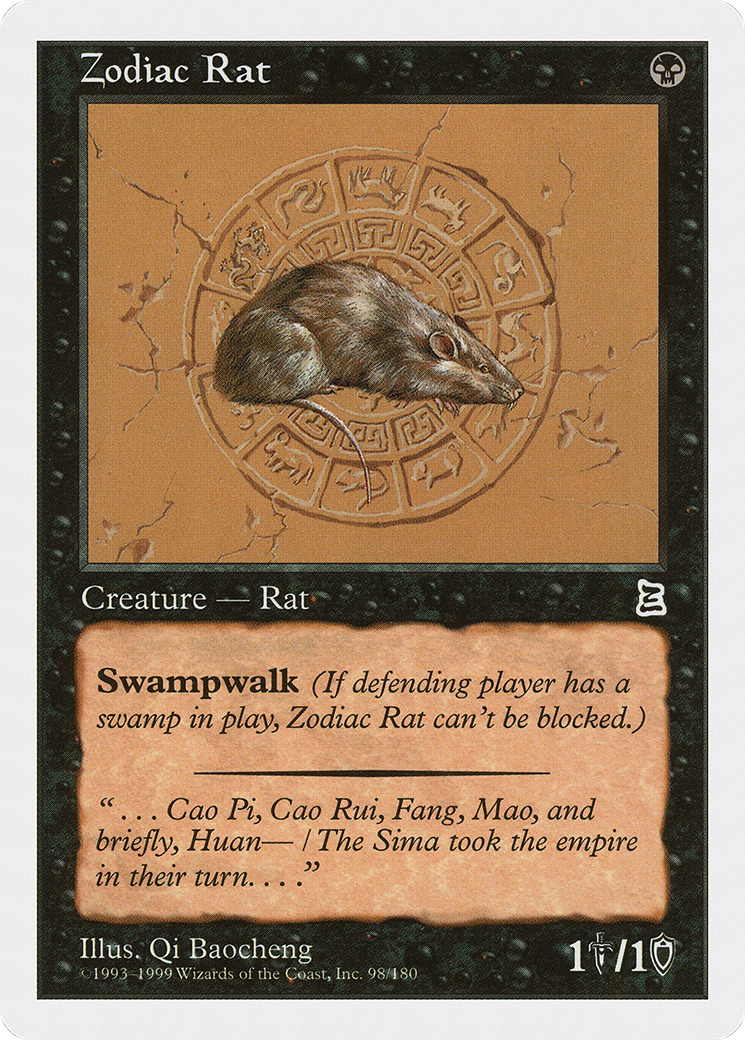 Zodiac Rat
Creature — Rat
Swampwalk (If defending player has a
swamp in play, Zodiac Rat can't be blocked.)
“ . . . Cao Pi, Cao Rui, Fang, Mao, and
briefly, Huan— / The Sima took the empire
in their turn. . . .”
Illus. Qi Baocheng
©1993–1999 Wizards of the Coast, Inc. 98/180
1/1